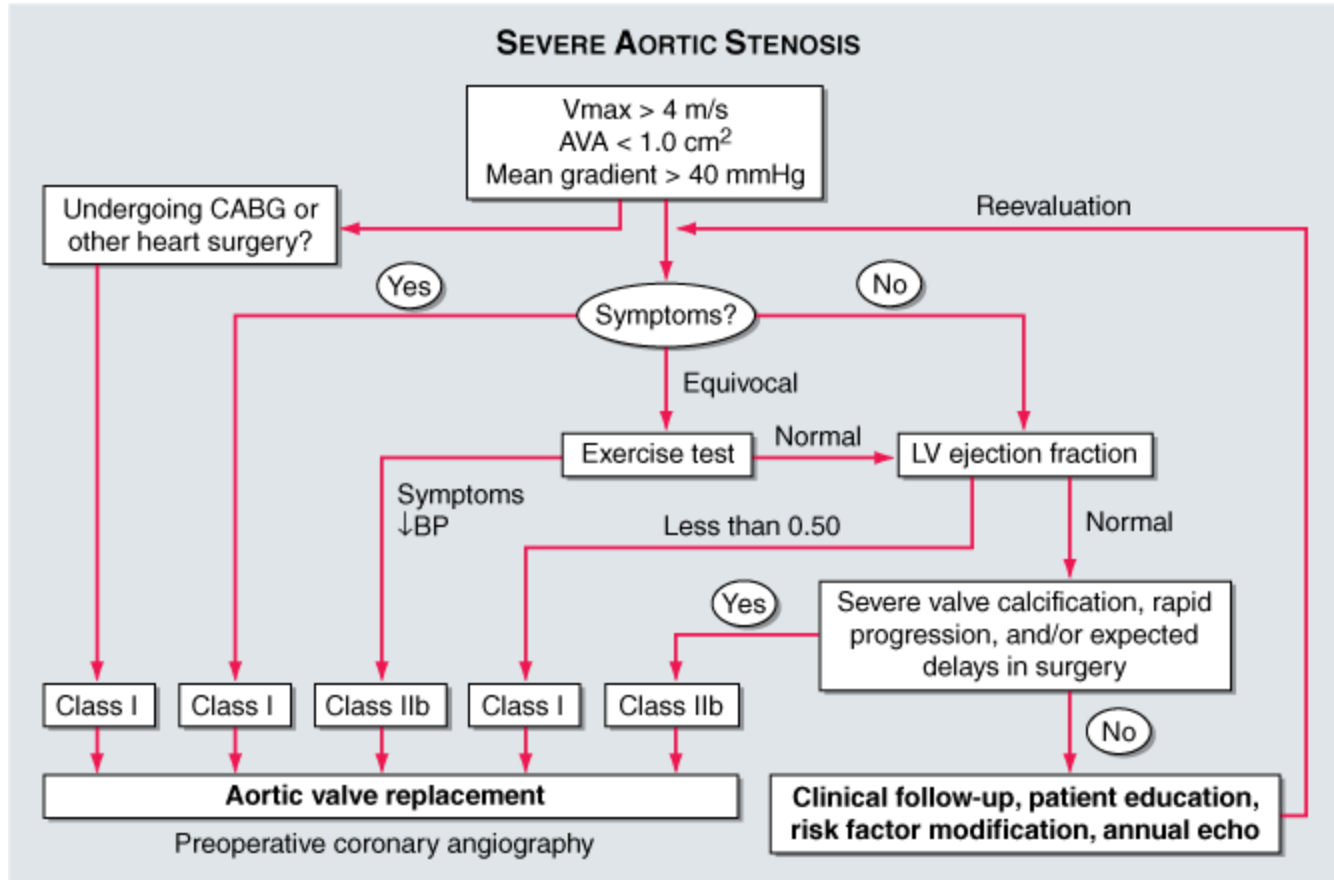 SEVERE AORTIC STENOSIS
Vmax > 4 m/s
AVA < 1.0 cm²
Mean gradient > 40 mmHg
Undergoing CABG or
other heart surgery?
Reevaluation
Yes
No
Symptoms?
Equivocal
Exercise test
Normal
LV ejection fraction
Symptoms
↓BP
Less than 0.50
Normal
Yes
Severe valve calcification, rapid
progression, and/or expected
delays in surgery
Class I
Class I
Class IIb
Class I
Class IIb
No
Aortic valve replacement
Clinical follow-up, patient education,
risk factor modification, annual echo
Preoperative coronary angiography